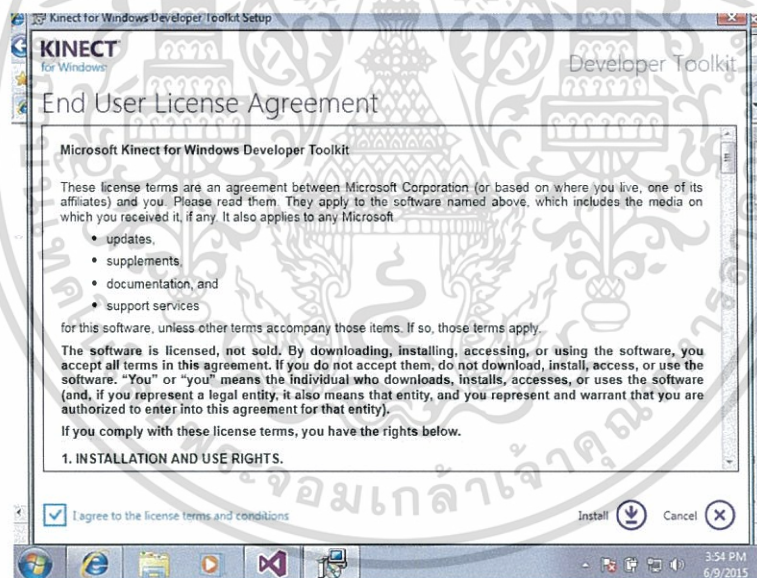 Kinect for Windows Developer Toolkit Setup
KINECT
for Windows
Developer Toolkit
End User License Agreement
Microsoft Kinect for Windows Developer Toolkit
These license terms are an agreement between Microsoft Corporation (or based on where you live, one of its
affiliates) and you. Please read them. They apply to the software named above, which includes the media on
which you received it, if any. It also applies to any Microsoft
• updates,
• supplements,
• documentation, and
• support services
for this software, unless other terms accompany those items. If so, those terms apply.
The software is licensed, not sold. By downloading, installing, accessing, or using the software, you
accept all terms in this agreement. If you do not accept them, do not download, install, access, or use the
software. “You” or “you” means the individual who downloads, installs, accesses, or uses the software
(and, if you represent a legal entity, it also means that entity, and you represent and warrant that you are
authorized to enter into this agreement for that entity).
If you comply with these license terms, you have the rights below.
1. INSTALLATION AND USE RIGHTS.
I agree to the license terms and conditions
Install
Cancel
3:54 PM
6/9/2015